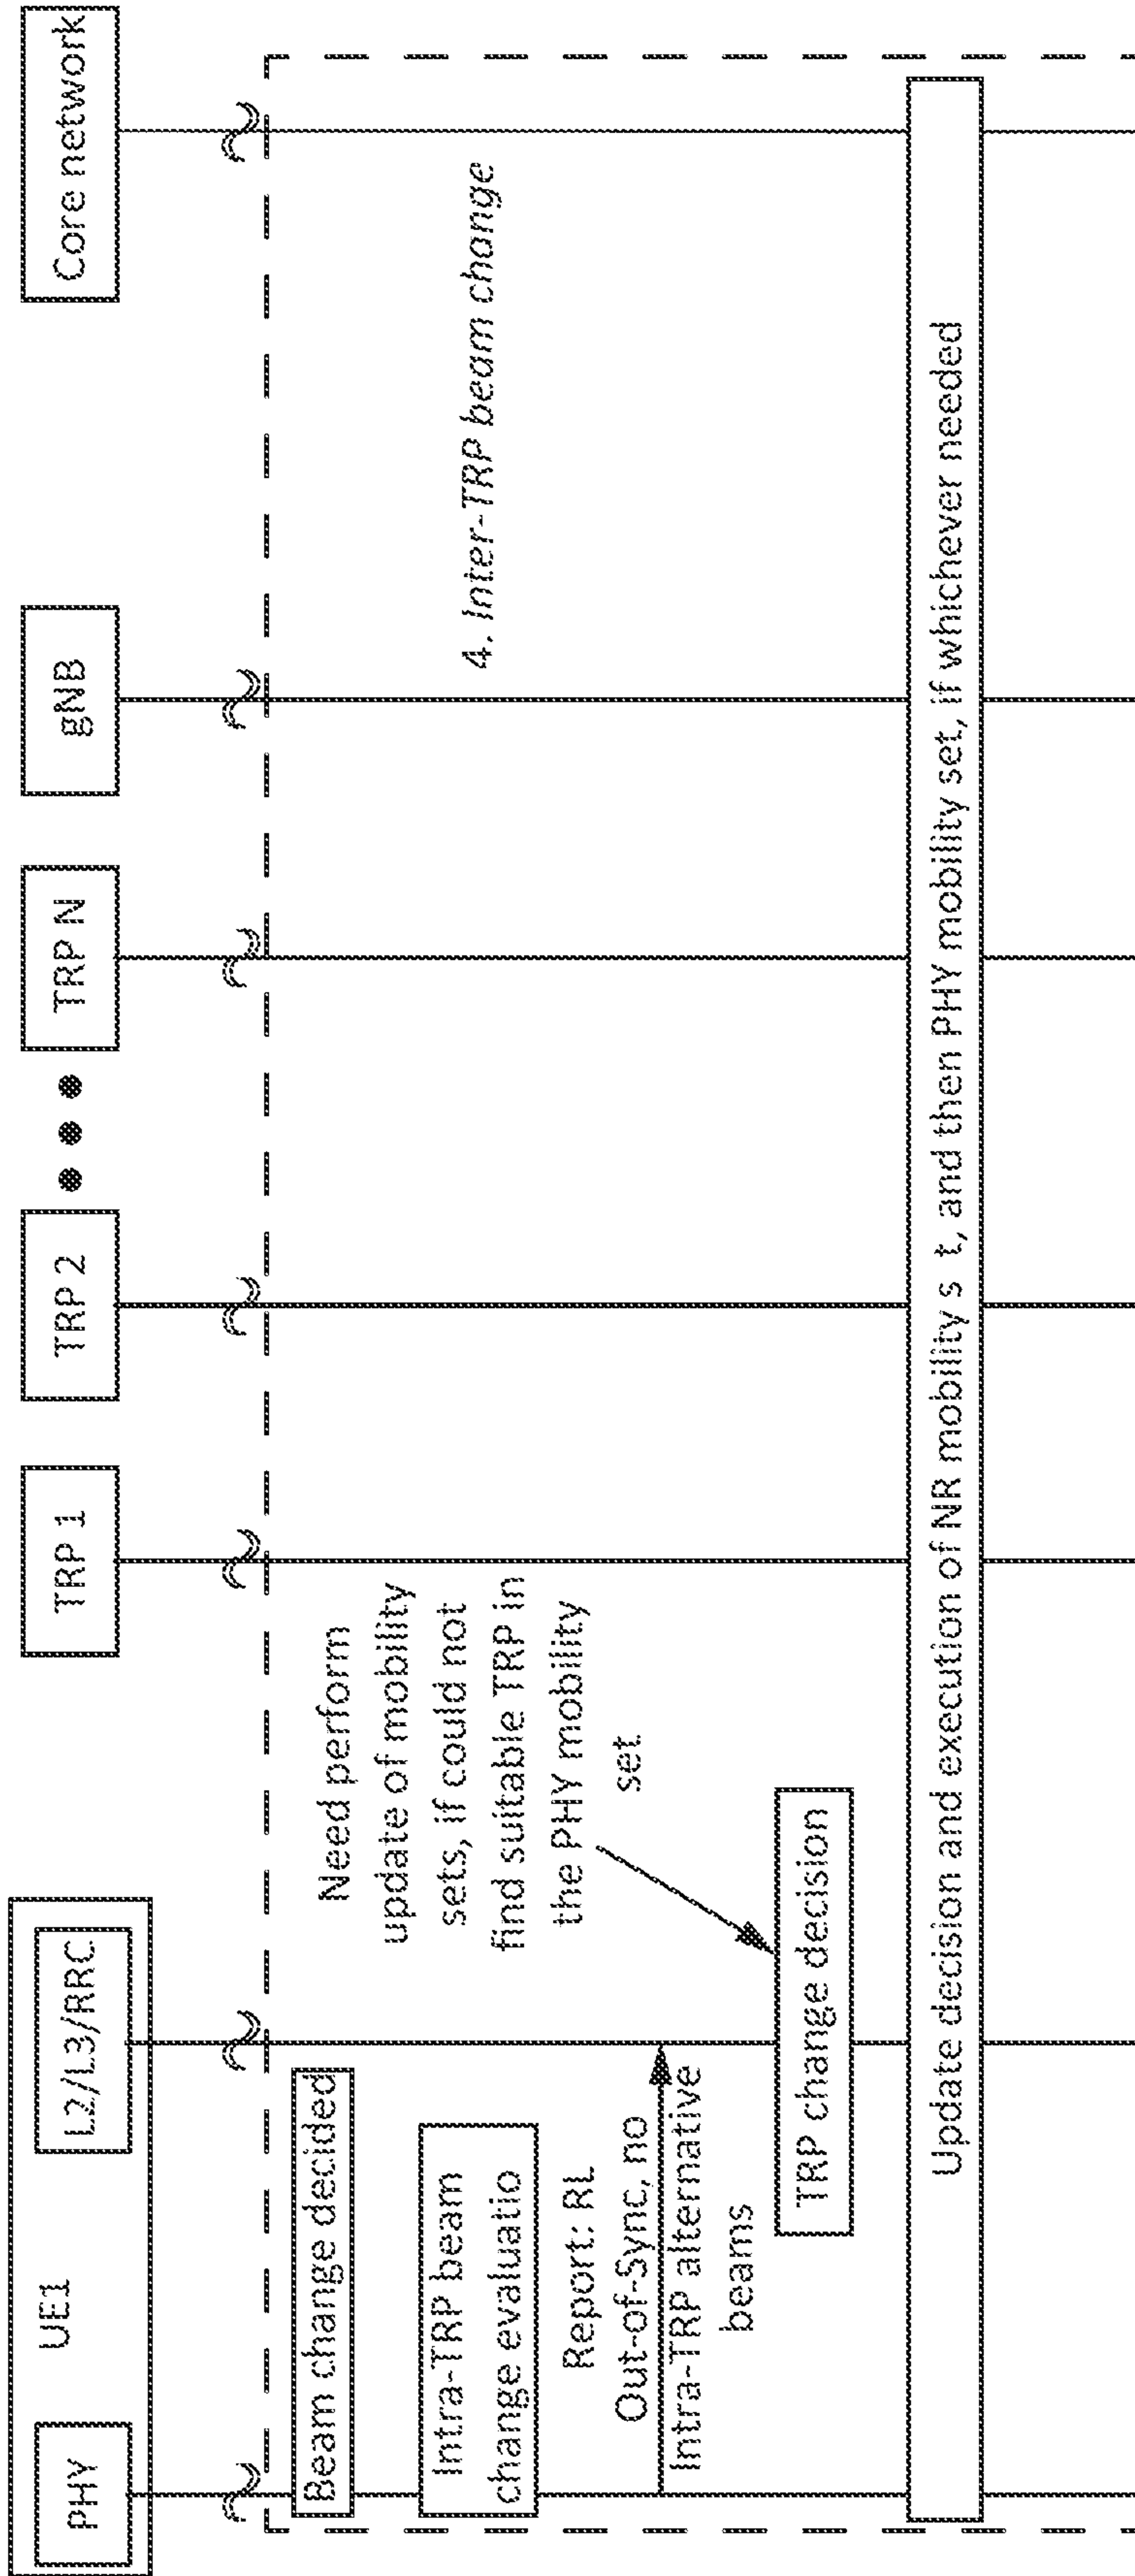 UE1
PHY
L2/L3/RRC
TRP 1
TRP 2
TRP N
gNB
Core network
Beam change decided
Need perform
update of mobility
sets, if could not
find suitable TRP in
the PHY mobility
set
4. Inter-TRP beam change
Intra-TRP beam
change evaluatio
Report: RL
Out-of-Sync, no
Intra-TRP alternative
beams
TRP change decision
Update decision and execution of NR mobility s t, and then PHY mobility set, if whichever needed